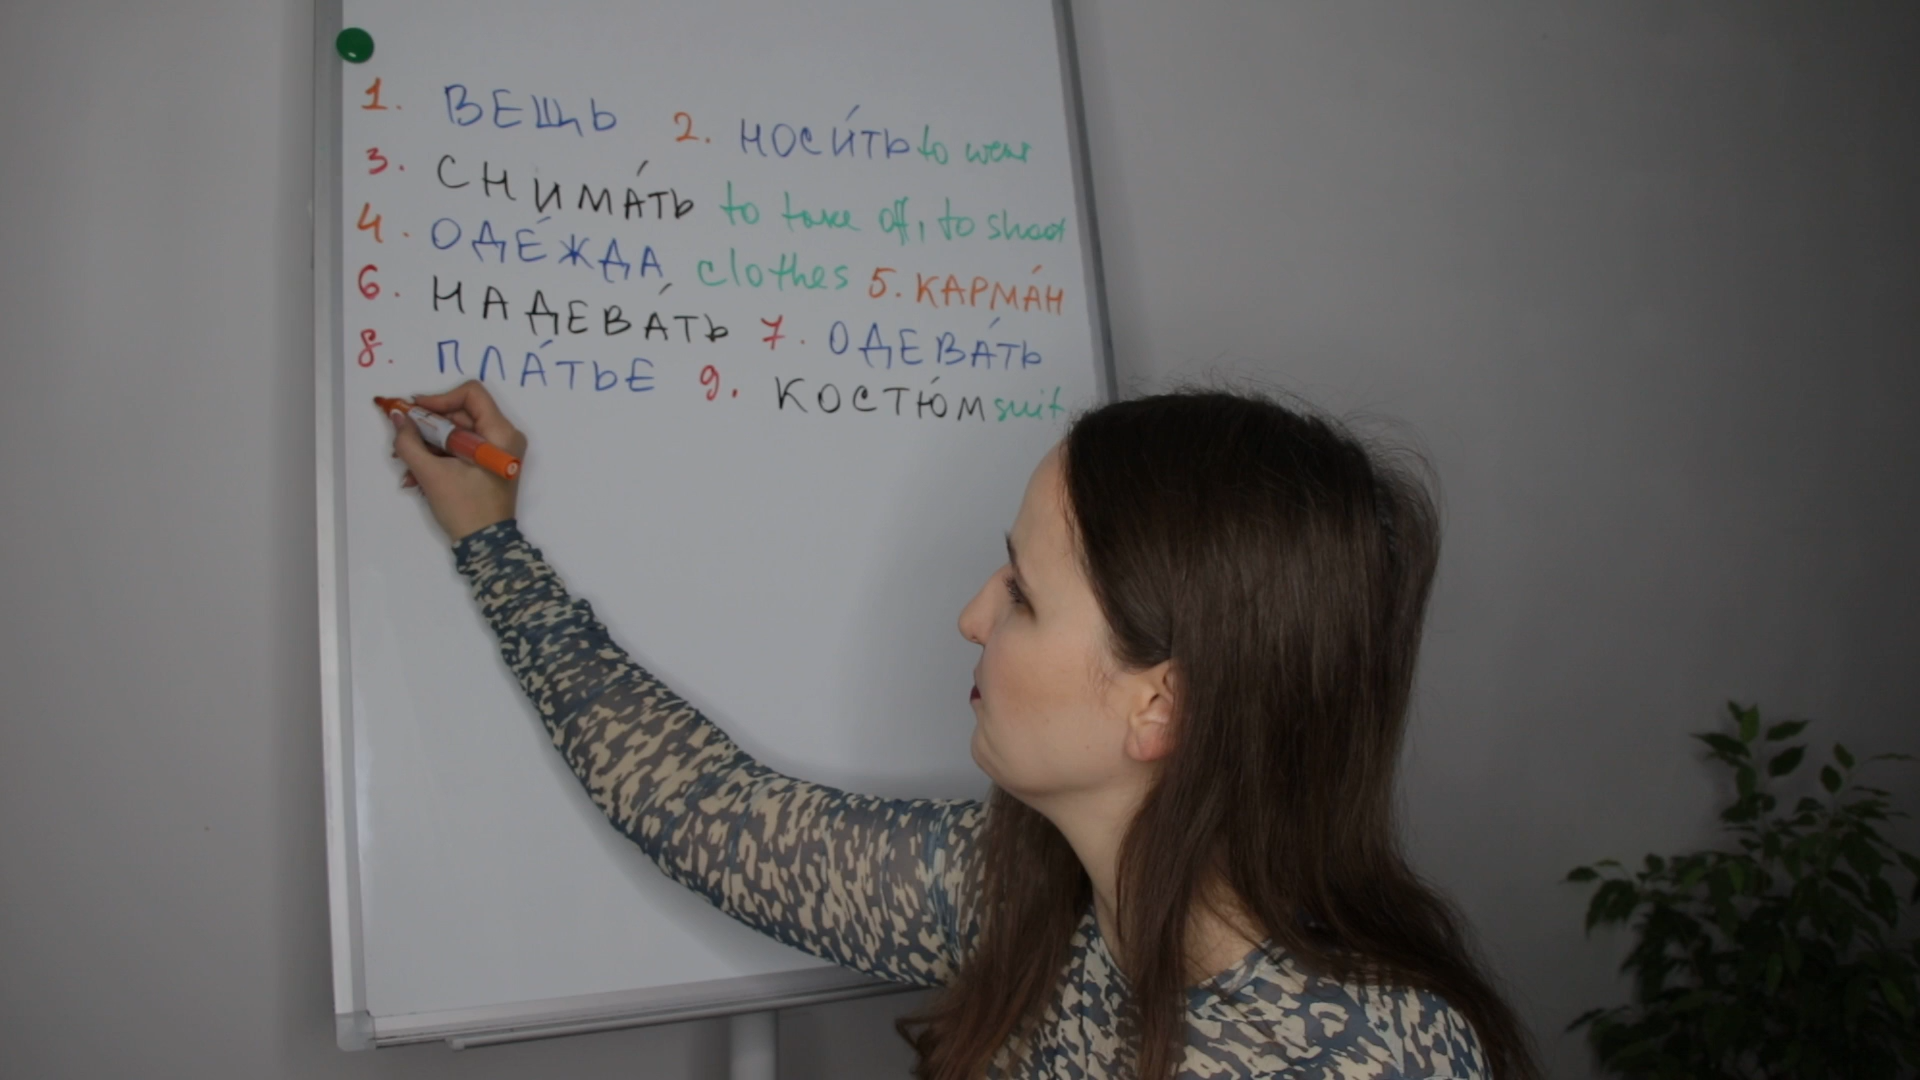 1. ВЕЩЬ 2. НОСИ́ТЬ to wear
3. СНИМА́ТЬ to take off, to shoot
4. ОДЕ́ЖДА clothes 5. КАРМА́Н
6. НАДЕВА́ТЬ 7. ОДЕВА́ТЬ
8. ПЛА́ТЬЕ 9. КОСТЮ́М suit